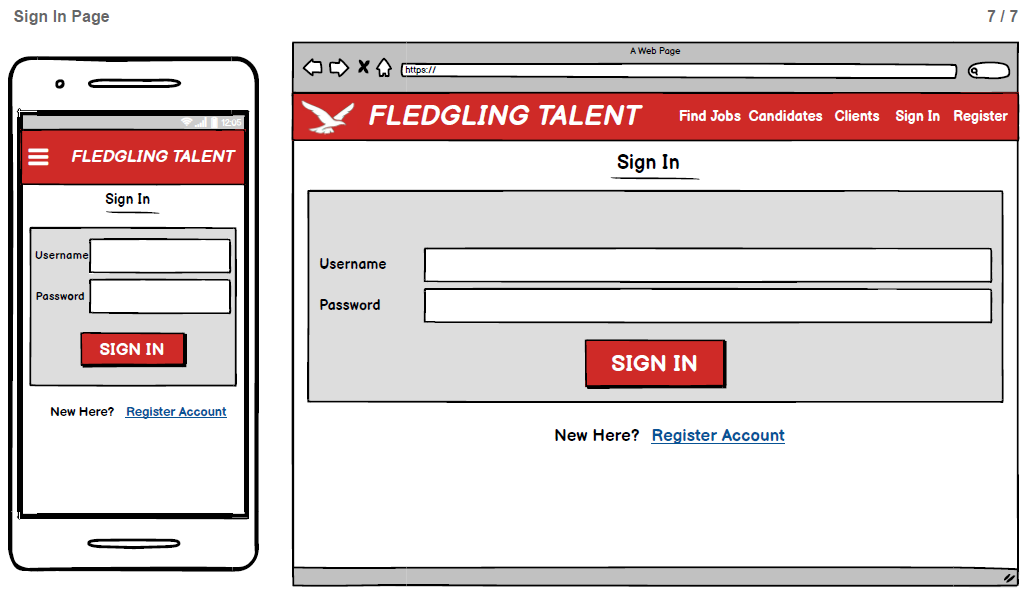 Sign In Page
7 / 7
12:05
FLEDGLING TALENT
Sign In
Username
Password
SIGN IN
New Here? Register Account
A Web Page
https://
FLEDGLING TALENT
Find Jobs Candidates Clients Sign In Register
Sign In
Username
Password
SIGN IN
New Here? Register Account